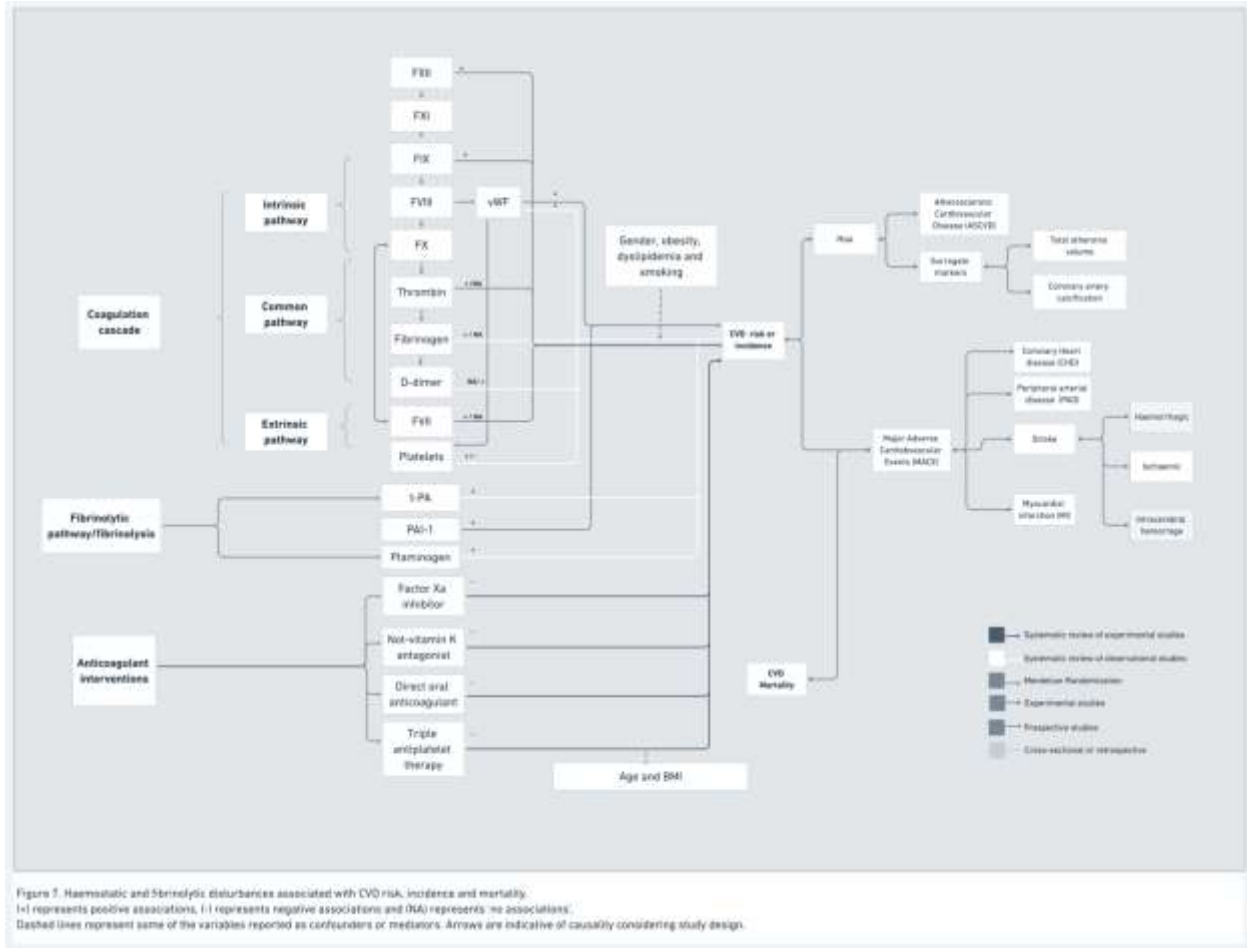 FXII
FXI
FIX
FVIII
vWF
FX
Thrombin
Fibrinogen
D-dimer
FVII
Platelets
Intrinsic
pathway
Common
pathway
Extrinsic
pathway
Coagulation
cascade
Gender, obesity,
dyslipidemia and
smoking
CVD risk or
incidence
Risk
Atherosclerotic
Cardiovascular
Disease (ASCVD)
Surrogate
markers
Total atheroma
volume
Coronary artery
calcification
Coronary Heart
disease (CHD)
Peripheral arterial
disease (PAD)
Major Adverse
Cardiovascular
Events (MACE)
Stroke
Haemorrhagic
Ischaemic
Intracerebral
hemorrage
Myocardial
infarction (MI)
CVD
Mortality
Fibrinolytic
pathway/fibrinolysis
t-PA
PAI-1
Plaminogen
Anticoagulant
interventions
Factor Xa
inhibitor
Not-vitamin K
antagonist
Direct oral
anticoagulant
Triple
antiplatelet
therapy
Age and BMI
Systematic review of experimental studies
Systematic review of observational studies
Mendelian Randomization
Experimental studies
Prospective studies
Cross-sectional or retrospective
Figure 7. Haemostatic and fibrinolytic disturbances associated with CVD risk, incidence and mortality.
(+) represents positive associations, (-) represents negative associations and (NA) represents 'no associations'.
Dashed lines represent some of the variables reported as confounders or mediators. Arrows are indicative of causality considering study design.